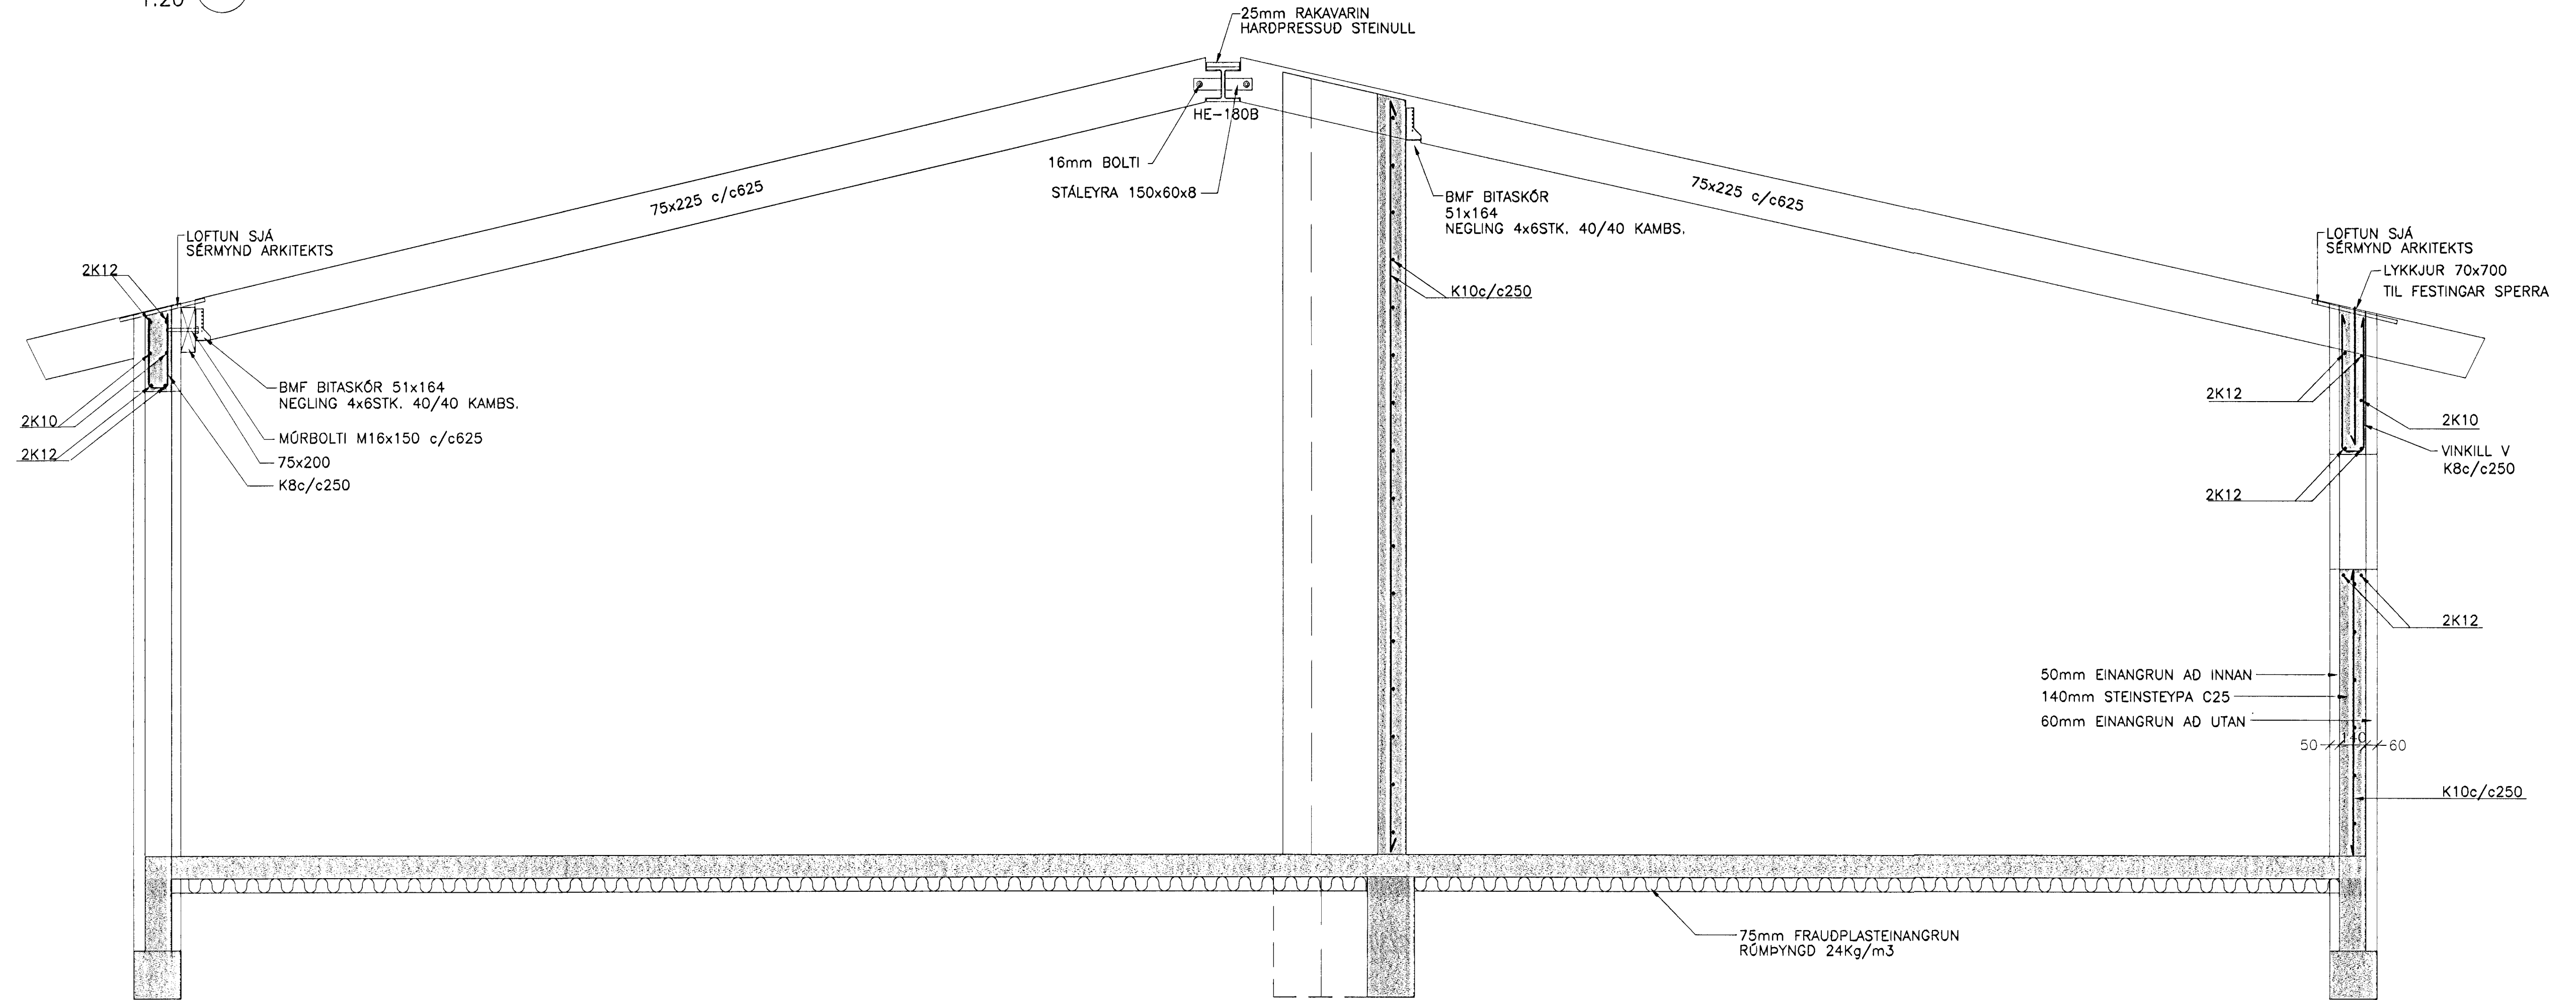 1:20
25mm RAKAVARIN
HARÐPRESSUÐ STEINULL
HE-180B
16mm BOLTI
STÁLEYRA 150x60x8
75x225 c/c625
75x225 c/c625
BMF BITASKÓR
51x164
NEGLING 4x6STK. 40/40 KAMBS.
LOFTUN SJÁ
SÉRMYND ARKITEKTS
LOFTUN SJÁ
SÉRMYND ARKITEKTS
LYKKJUR 70x700
TIL FESTINGAR SPERRA
2K12
K10c/c250
BMF BITASKÓR 51x164
NEGLING 4x6STK. 40/40 KAMBS.
2K10
MÚRBOLTI M16x150 c/c625
2K12
75x200
K8c/c250
2K12
2K10
VINKILL V
K8c/c250
2K12
2K12
50mm EINANGRUN AÐ INNAN
140mm STEINSTEYPA C25
60mm EINANGRUN AÐ UTAN
50 140 60
K10c/c250
75mm FRAUÐPLASTEINANGRUN
RÚMÞYNGD 24Kg/m3